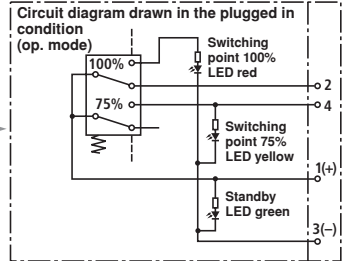 Circuit diagram drawn in the plugged in
condition
(op. mode)
100%
75%
Switching
point 100%
LED red
2
4
Switching
point 75%
LED yellow
1(+)
Standby
LED green
3(–)